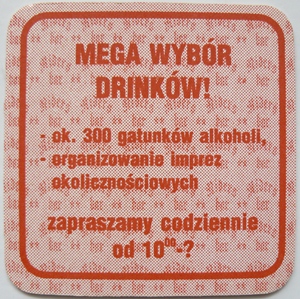 MEGA WYBÓR
DRINKÓW!
- ok. 300 gatunków alkoholi,
- organizowanie imprez
okolicznościowych
zapraszamy codziennie
od 10⁰⁰-?